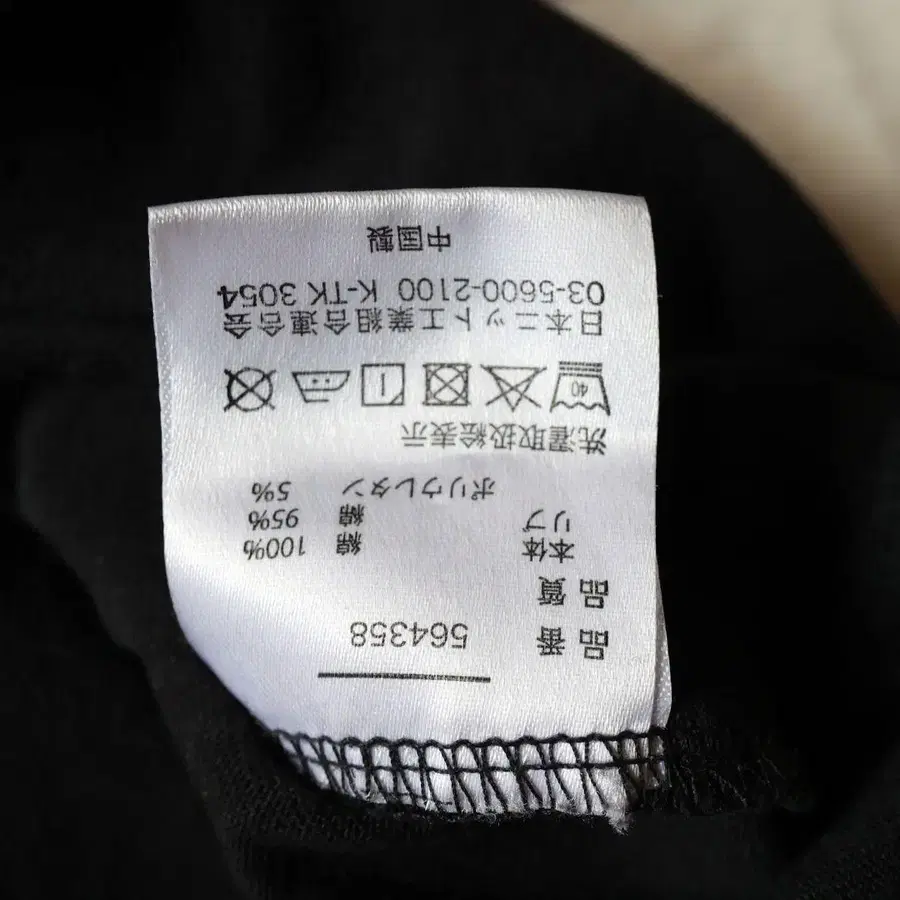 品番 564358
品質
本体 綿 100%
リブ 綿 95%
ポリウレタン 5%
洗濯取扱絵表示
40
日本ニット工業組合連合会
03-5600-2100 K-TK 3054
中国製